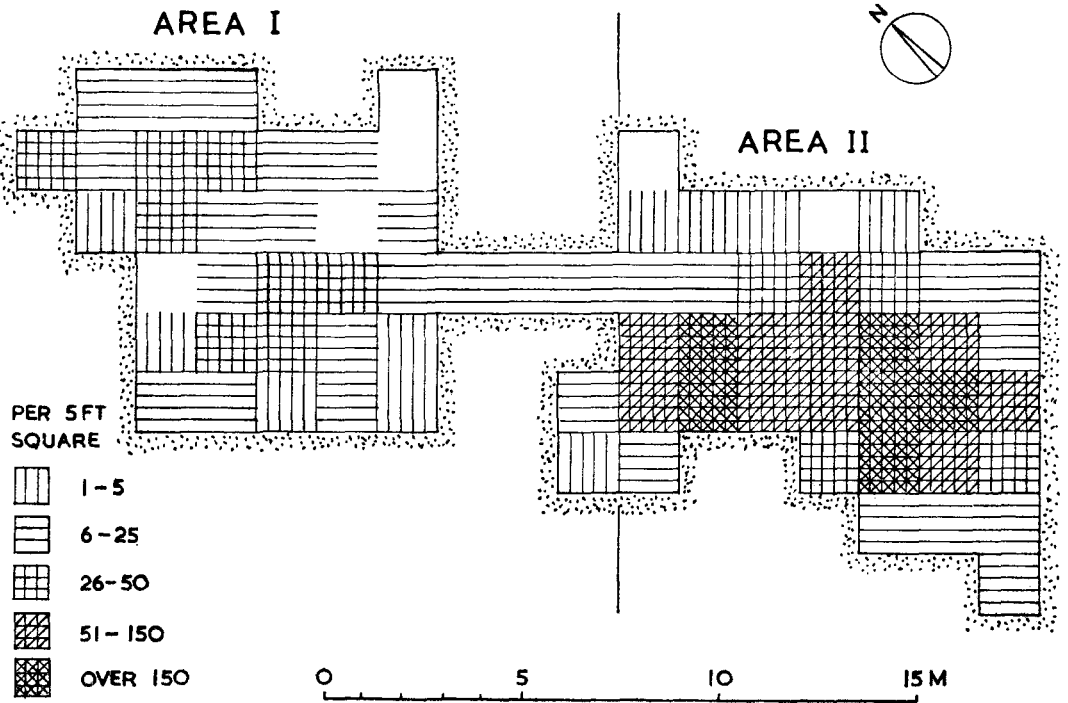 AREA I
N
AREA II
PER 5 FT
SQUARE
1-5
6-25
26-50
51-150
OVER 150
0 5 10 15 M